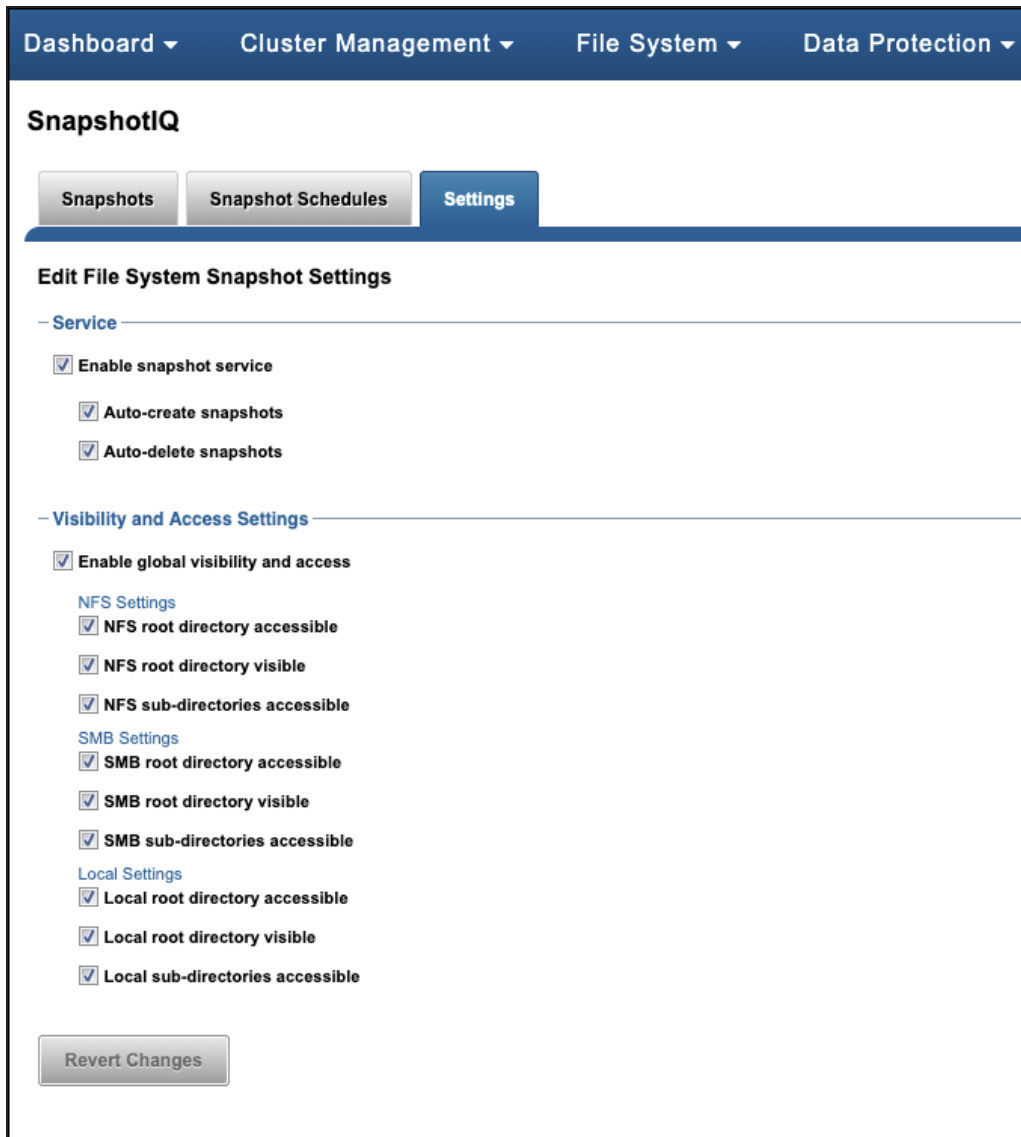 Dashboard Cluster Management File System Data Protection
SnapshotIQ
Snapshots Snapshot Schedules Settings
Edit File System Snapshot Settings
Service
Enable snapshot service
Auto-create snapshots
Auto-delete snapshots
Visibility and Access Settings
Enable global visibility and access
NFS Settings
NFS root directory accessible
NFS root directory visible
NFS sub-directories accessible
SMB Settings
SMB root directory accessible
SMB root directory visible
SMB sub-directories accessible
Local Settings
Local root directory accessible
Local root directory visible
Local sub-directories accessible
Revert Changes